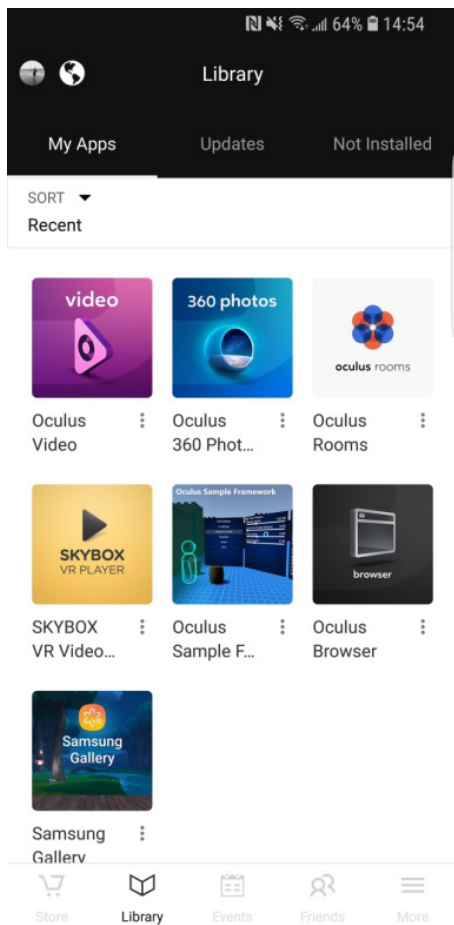 64% 14:54
Library
My Apps Updates Not Installed
SORT
Recent
video
360 photos
oculus rooms
Oculus
Video
Oculus
360 Phot...
Oculus
Rooms
SKYBOX
VR PLAYER
Oculus Sample Framework
browser
SKYBOX
VR Video...
Oculus
Sample F...
Oculus
Browser
Samsung
Gallery
Samsung
Gallery
Store Library Events Friends More